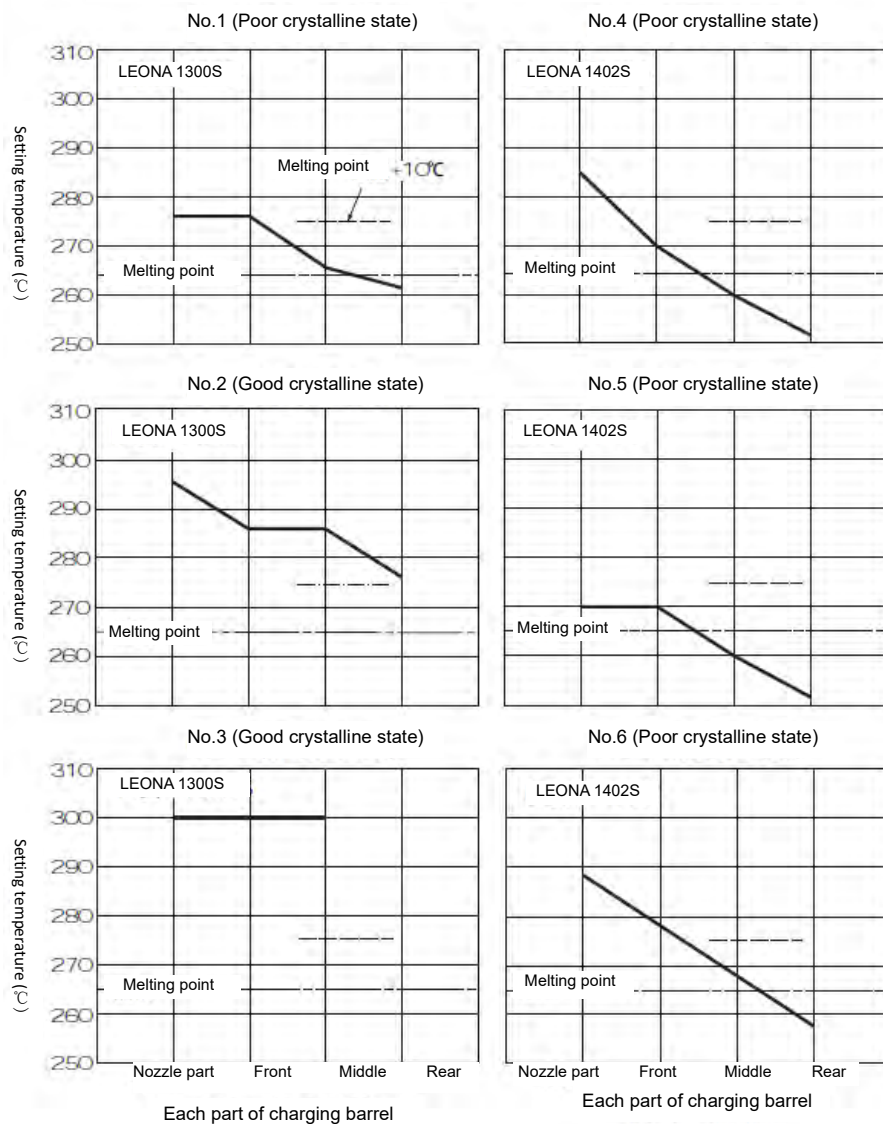 No.1 (Poor crystalline state)
310
LEONA 1300S
300
290
Melting point +10℃
280
270
Melting point
260
250
Setting temperature (℃)
No.4 (Poor crystalline state)
LEONA 1402S
Melting point
No.2 (Good crystalline state)
310
LEONA 1300S
300
290
280
270
Melting point
260
250
Setting temperature (℃)
No.5 (Poor crystalline state)
LEONA 1402S
Melting point
No.3 (Good crystalline state)
310
LEONA 1300S
300
290
280
270
Melting point
260
250
Setting temperature (℃)
Nozzle part Front Middle Rear
Each part of charging barrel
No.6 (Poor crystalline state)
LEONA 1402S
Melting point
Nozzle part Front Middle Rear
Each part of charging barrel